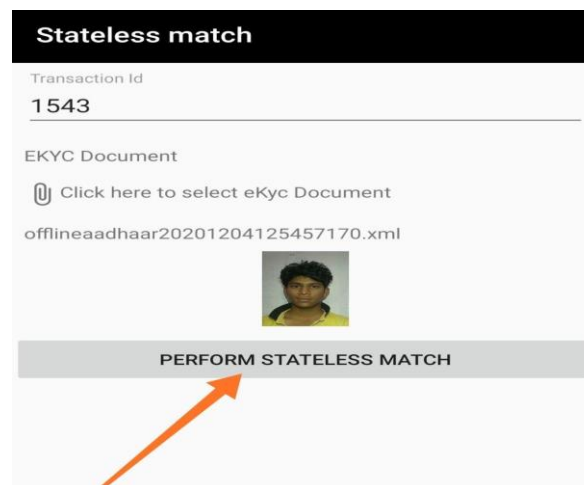 Stateless match
Transaction Id
1543
EKYC Document
Click here to select eKyc Document
offlineaadhaar20201204125457170.xml
PERFORM STATELESS MATCH